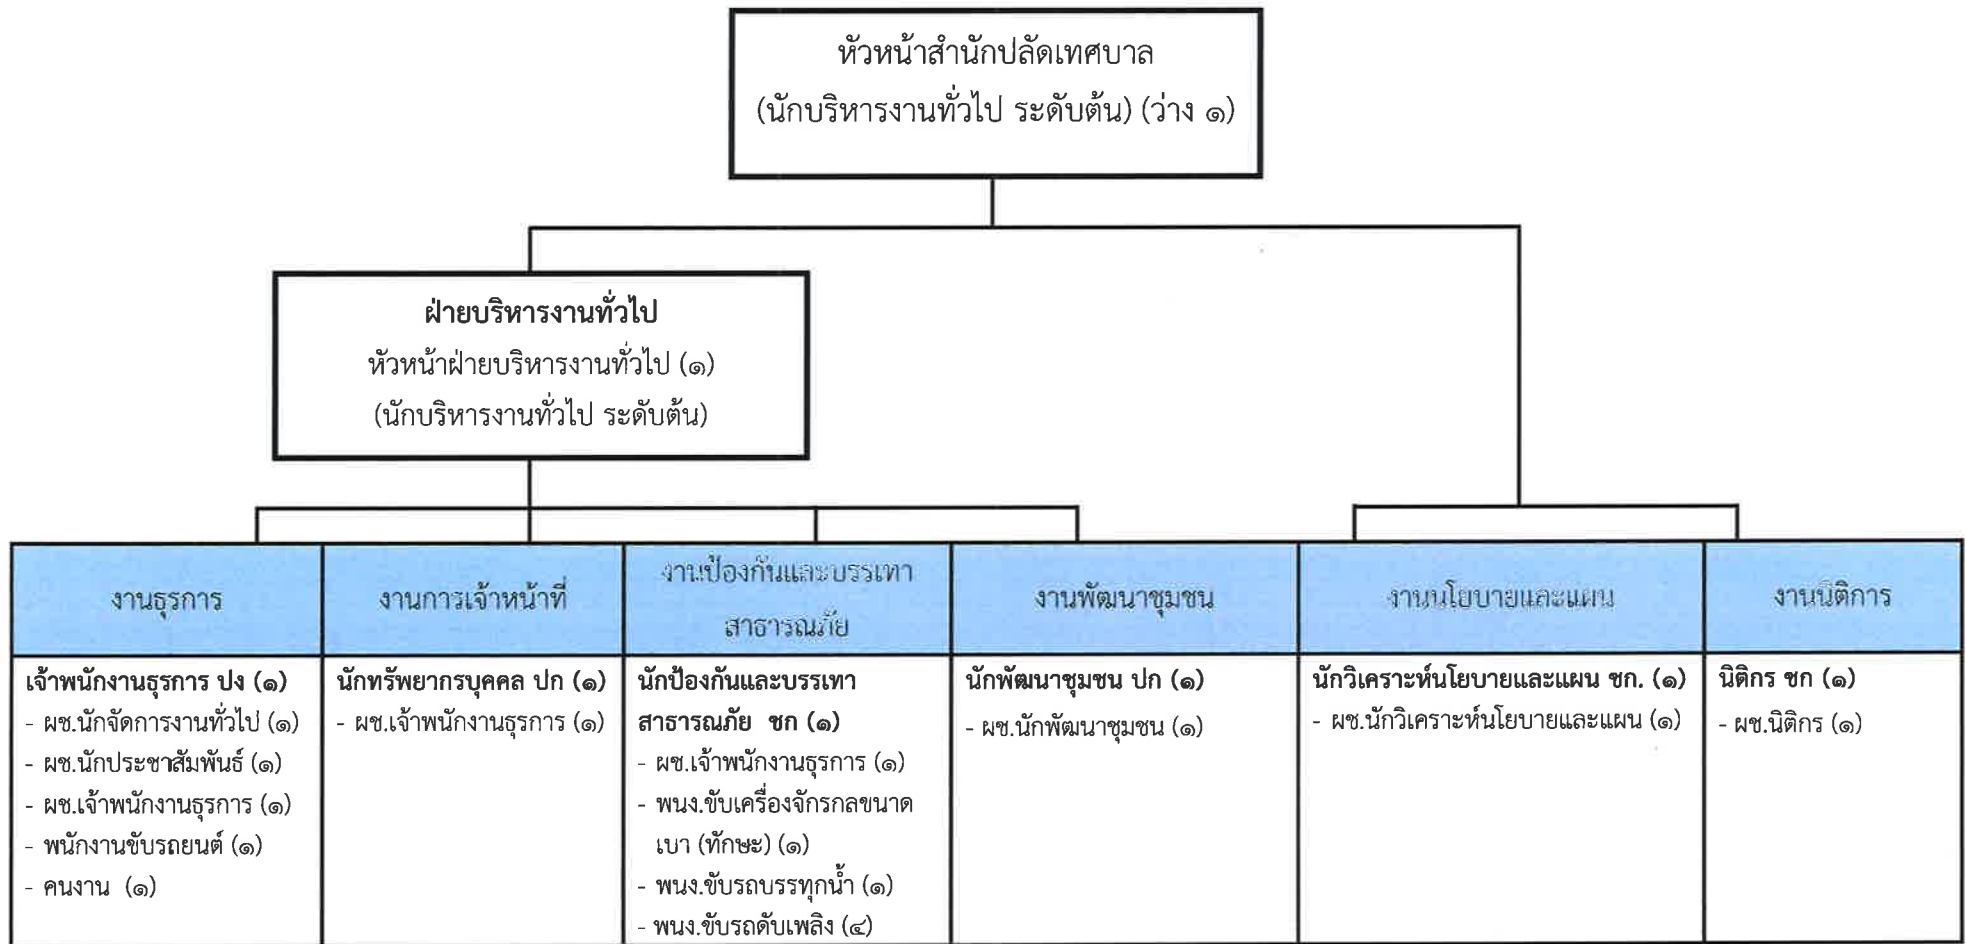 หัวหน้าสำนักปลัดเทศบาล
(นักบริหารงานทั่วไป ระดับต้น) (ว่าง ๑)
ฝ่ายบริหารงานทั่วไป
หัวหน้าฝ่ายบริหารงานทั่วไป (๑)
(นักบริหารงานทั่วไป ระดับต้น)
งานธุรการ
งานการเจ้าหน้าที่
งานป้องกันและบรรเทา
สาธารณภัย
งานพัฒนาชุมชน
งานนโยบายและแผน
งานนิติการ
เจ้าพนักงานธุรการ ปง (๑)
- ผช.นักจัดการงานทั่วไป (๑)
- ผช.นักประชาสัมพันธ์ (๑)
- ผช.เจ้าพนักงานธุรการ (๑)
- พนักงานขับรถยนต์ (๑)
- คนงาน (๑)
นักทรัพยากรบุคคล ปก (๑)
- ผช.เจ้าพนักงานธุรการ (๑)
นักป้องกันและบรรเทา
สาธารณภัย ชก (๑)
- ผช.เจ้าพนักงานธุรการ (๑)
- พนง.ขับเครื่องจักรกลขนาด
เบา (ทักษะ) (๑)
- พนง.ขับรถบรรทุกน้ำ (๑)
- พนง.ขับรถดับเพลิง (๔)
นักพัฒนาชุมชน ปก (๑)
- ผช.นักพัฒนาชุมชน (๑)
นักวิเคราะห์นโยบายและแผน ชก. (๑)
- ผช.นักวิเคราะห์นโยบายและแผน (๑)
นิติกร ชก (๑)
- ผช.นิติกร (๑)